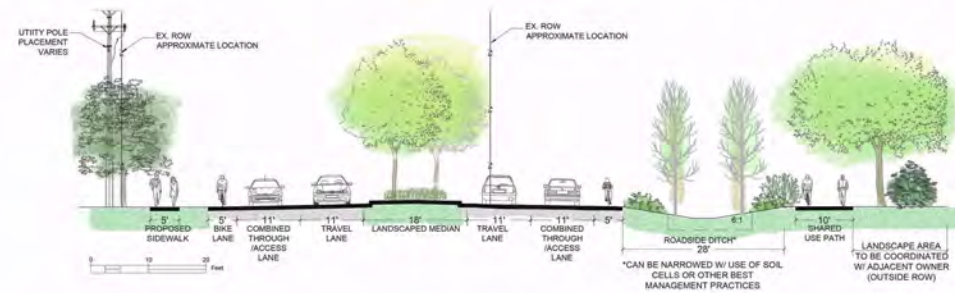 UTIITY POLE
PLACEMENT
VARIES
EX. ROW
APPROXIMATE LOCATION
EX. ROW
APPROXIMATE LOCATION
5'
PROPOSED
SIDEWALK
5'
BIKE
LANE
11'
COMBINED
THROUGH
/ACCESS
LANE
11'
TRAVEL
LANE
18'
LANDSCAPED MEDIAN
11'
TRAVEL
LANE
11'
COMBINED
THROUGH
/ACCESS
LANE
5'
6:1
ROADSIDE DITCH*
28'
*CAN BE NARROWED W/ USE OF SOIL
CELLS OR OTHER BEST
MANAGEMENT PRACTICES
10'
SHARED
USE PATH
LANDSCAPE AREA
TO BE COORDINATED
W/ ADJACENT OWNER
(OUTSIDE ROW)
0 10 20
Feet